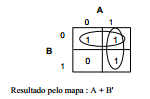 A
0 1
0 1 1
B
1 0 1
Resultado pelo mapa : A + B'